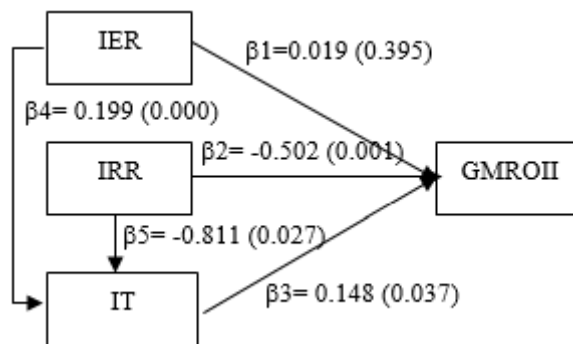 IER
β1=0.019 (0.395)
β4= 0.199 (0.000)
β2= -0.502 (0.001)
IRR
GMROII
β5= -0.811 (0.027)
IT
β3= 0.148 (0.037)